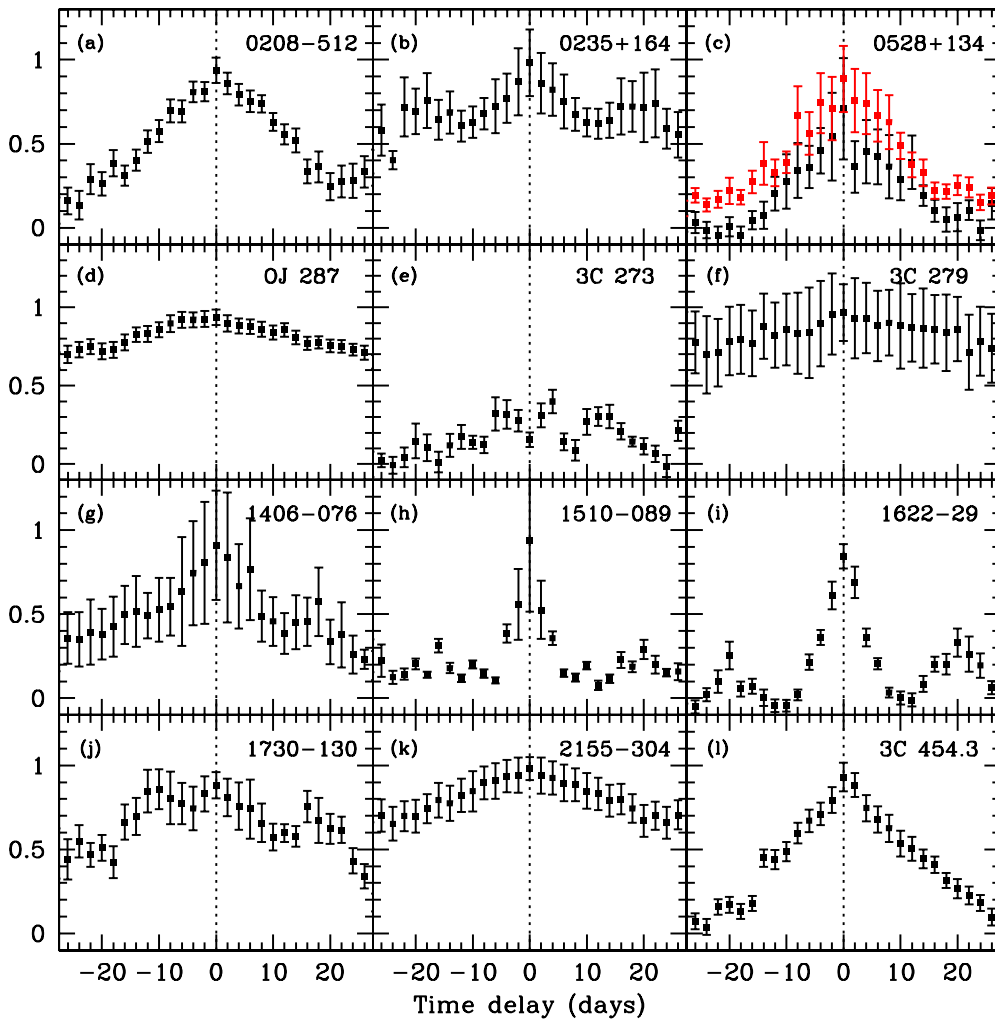 (a) 0208−512 (b) 0235+164 (c) 0528+134
1
0.5
0
(d) OJ 287 (e) 3C 273 (f) 3C 279
1
0.5
0
(g) 1406−076 (h) 1510−089 (i) 1622−29
1
0.5
0
(j) 1730−130 (k) 2155−304 (l) 3C 454.3
1
0.5
0
−20 −10 0 10 20 −20 −10 0 10 20 −20 −10 0 10 20
Time delay (days)